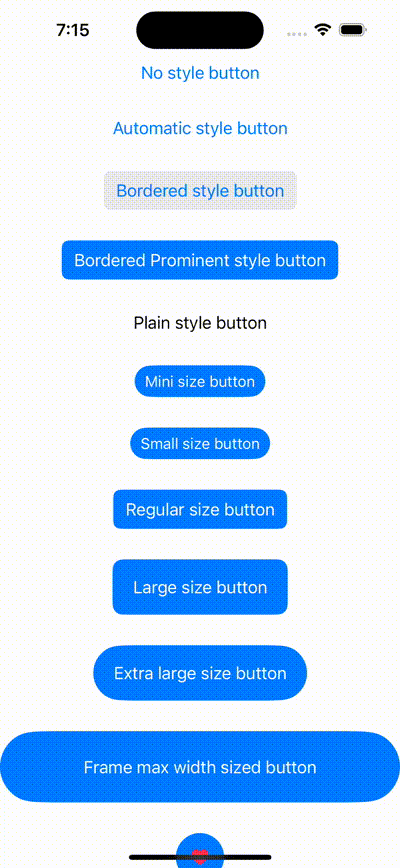 7:15
No style button
Automatic style button
Bordered style button
Bordered Prominent style button
Plain style button
Mini size button
Small size button
Regular size button
Large size button
Extra large size button
Frame max width sized button